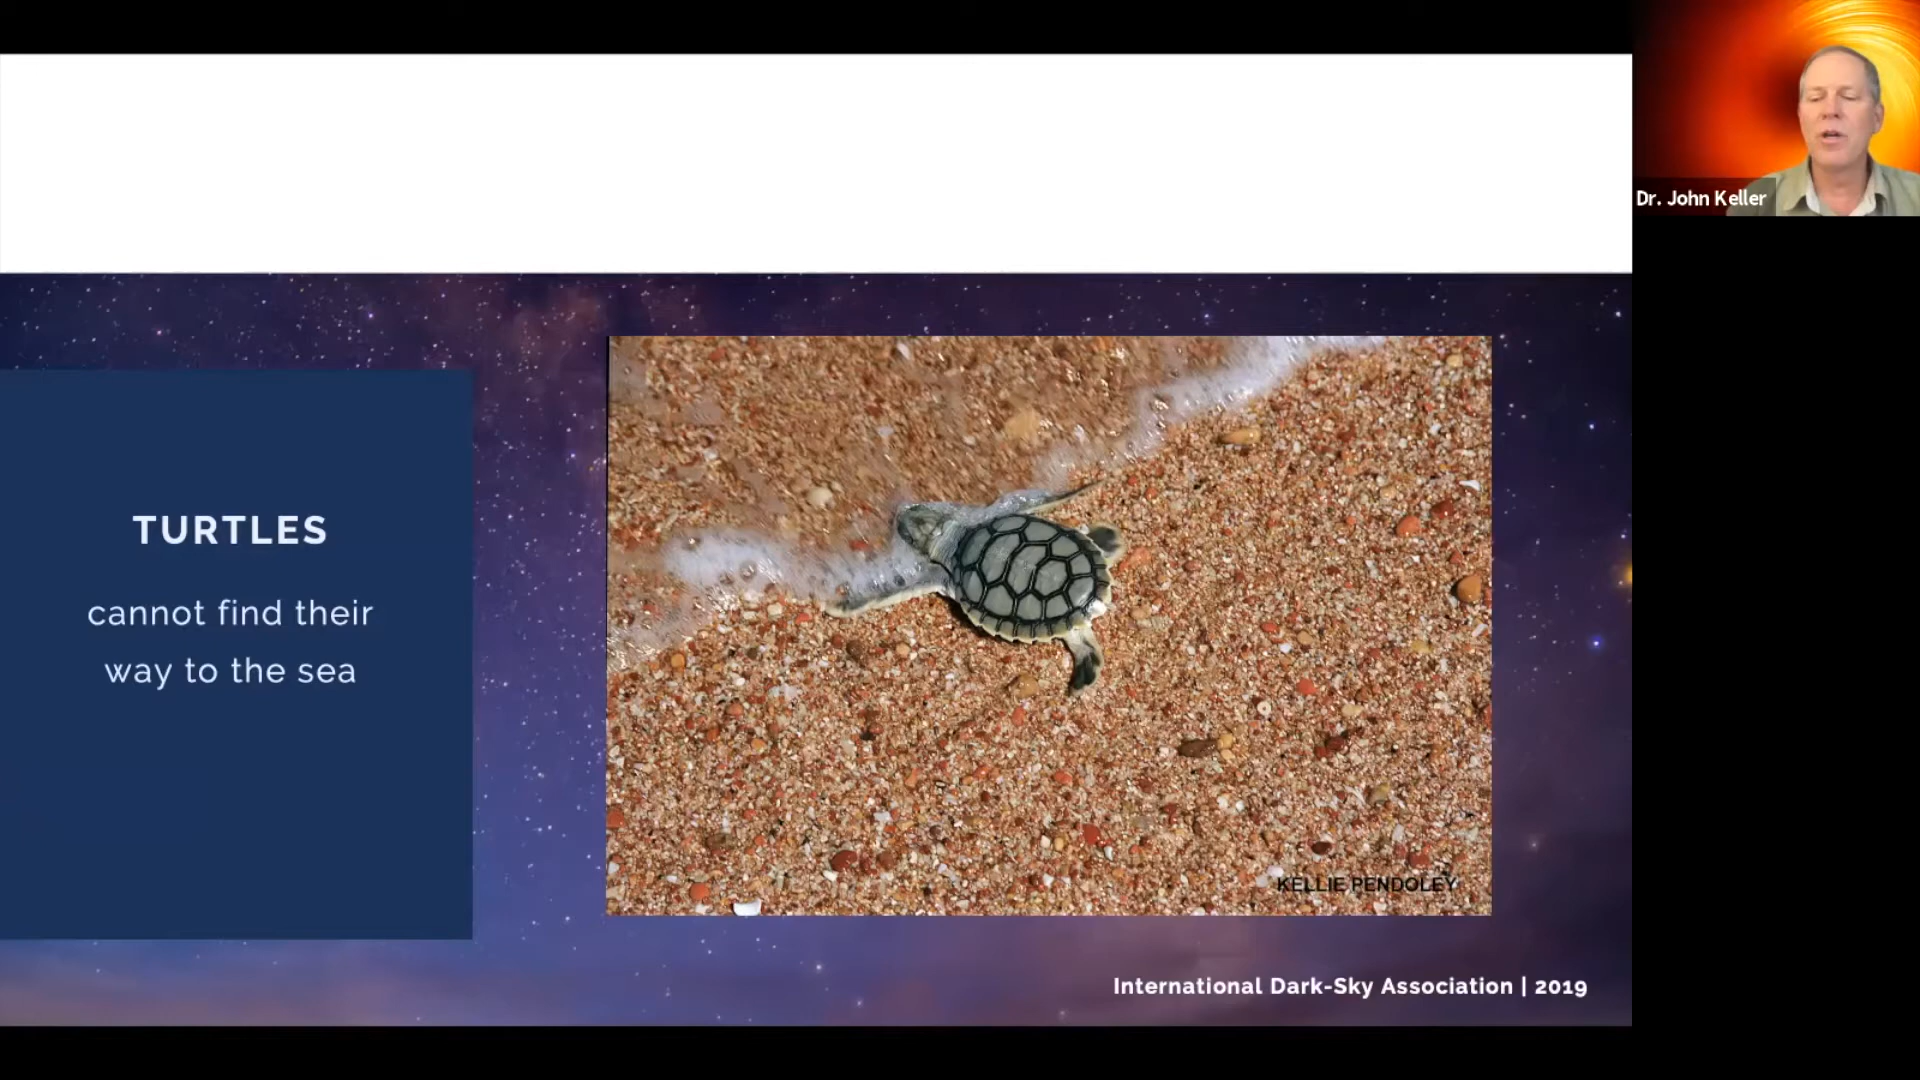 Dr. John Keller
TURTLES
cannot find their
way to the sea
KELLIE PENDOLEY
International Dark-Sky Association | 2019